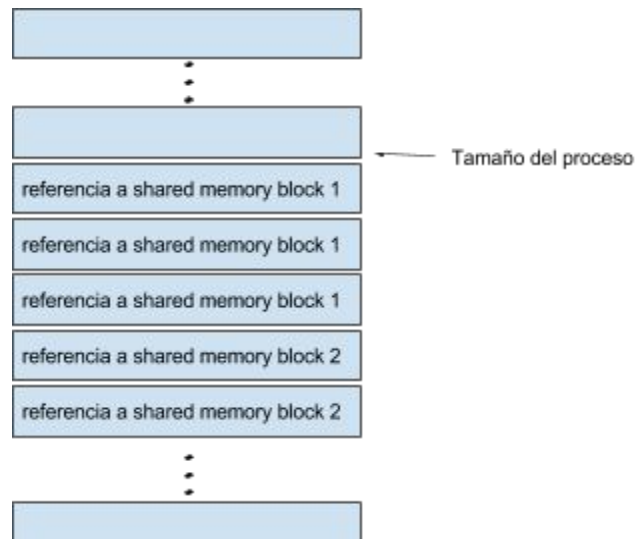 Tamaño del proceso
referencia a shared memory block 1
referencia a shared memory block 1
referencia a shared memory block 1
referencia a shared memory block 2
referencia a shared memory block 2